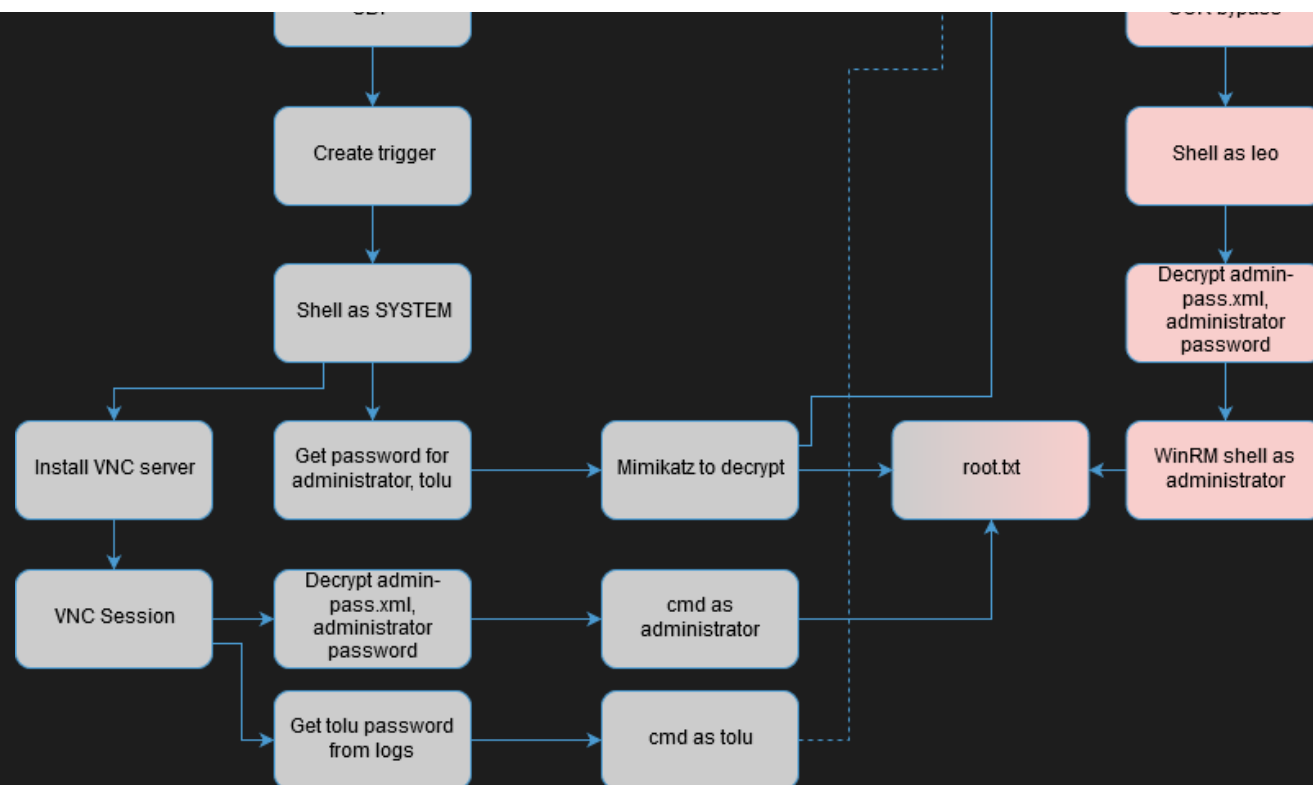 Create trigger
Shell as leo
Shell as SYSTEM
Decrypt admin-
pass.xml,
administrator
password
Install VNC server
Get password for
administrator, tolu
Mimikatz to decrypt
root.txt
WinRM shell as
administrator
VNC Session
Decrypt admin-
pass.xml,
administrator
password
cmd as
administrator
Get tolu password
from logs
cmd as tolu